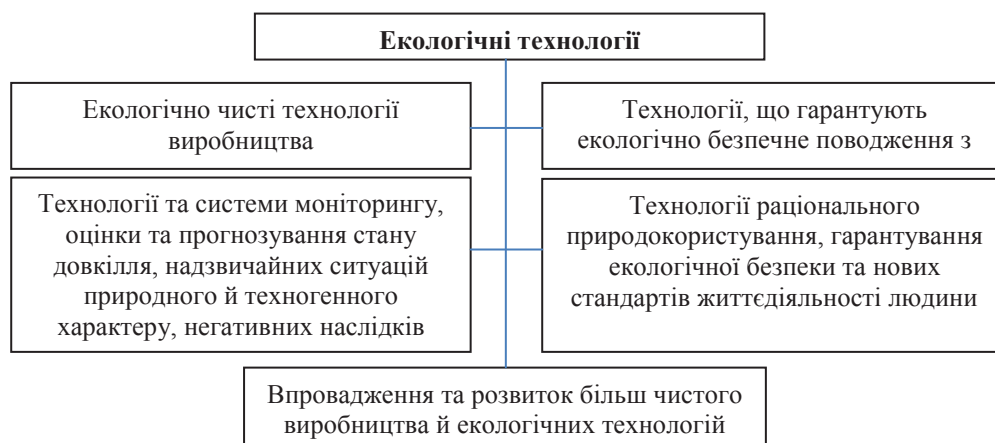 Екологічні технології
Екологічно чисті технології
виробництва
Технології, що гарантують
екологічно безпечне поводження з
Технології та системи моніторингу,
оцінки та прогнозування стану
довкілля, надзвичайних ситуацій
природного й техногенного
характеру, негативних наслідків
Технології раціонального
природокористування, гарантування
екологічної безпеки та нових
стандартів життєдіяльності людини
Впровадження та розвиток більш чистого
виробництва й екологічних технологій